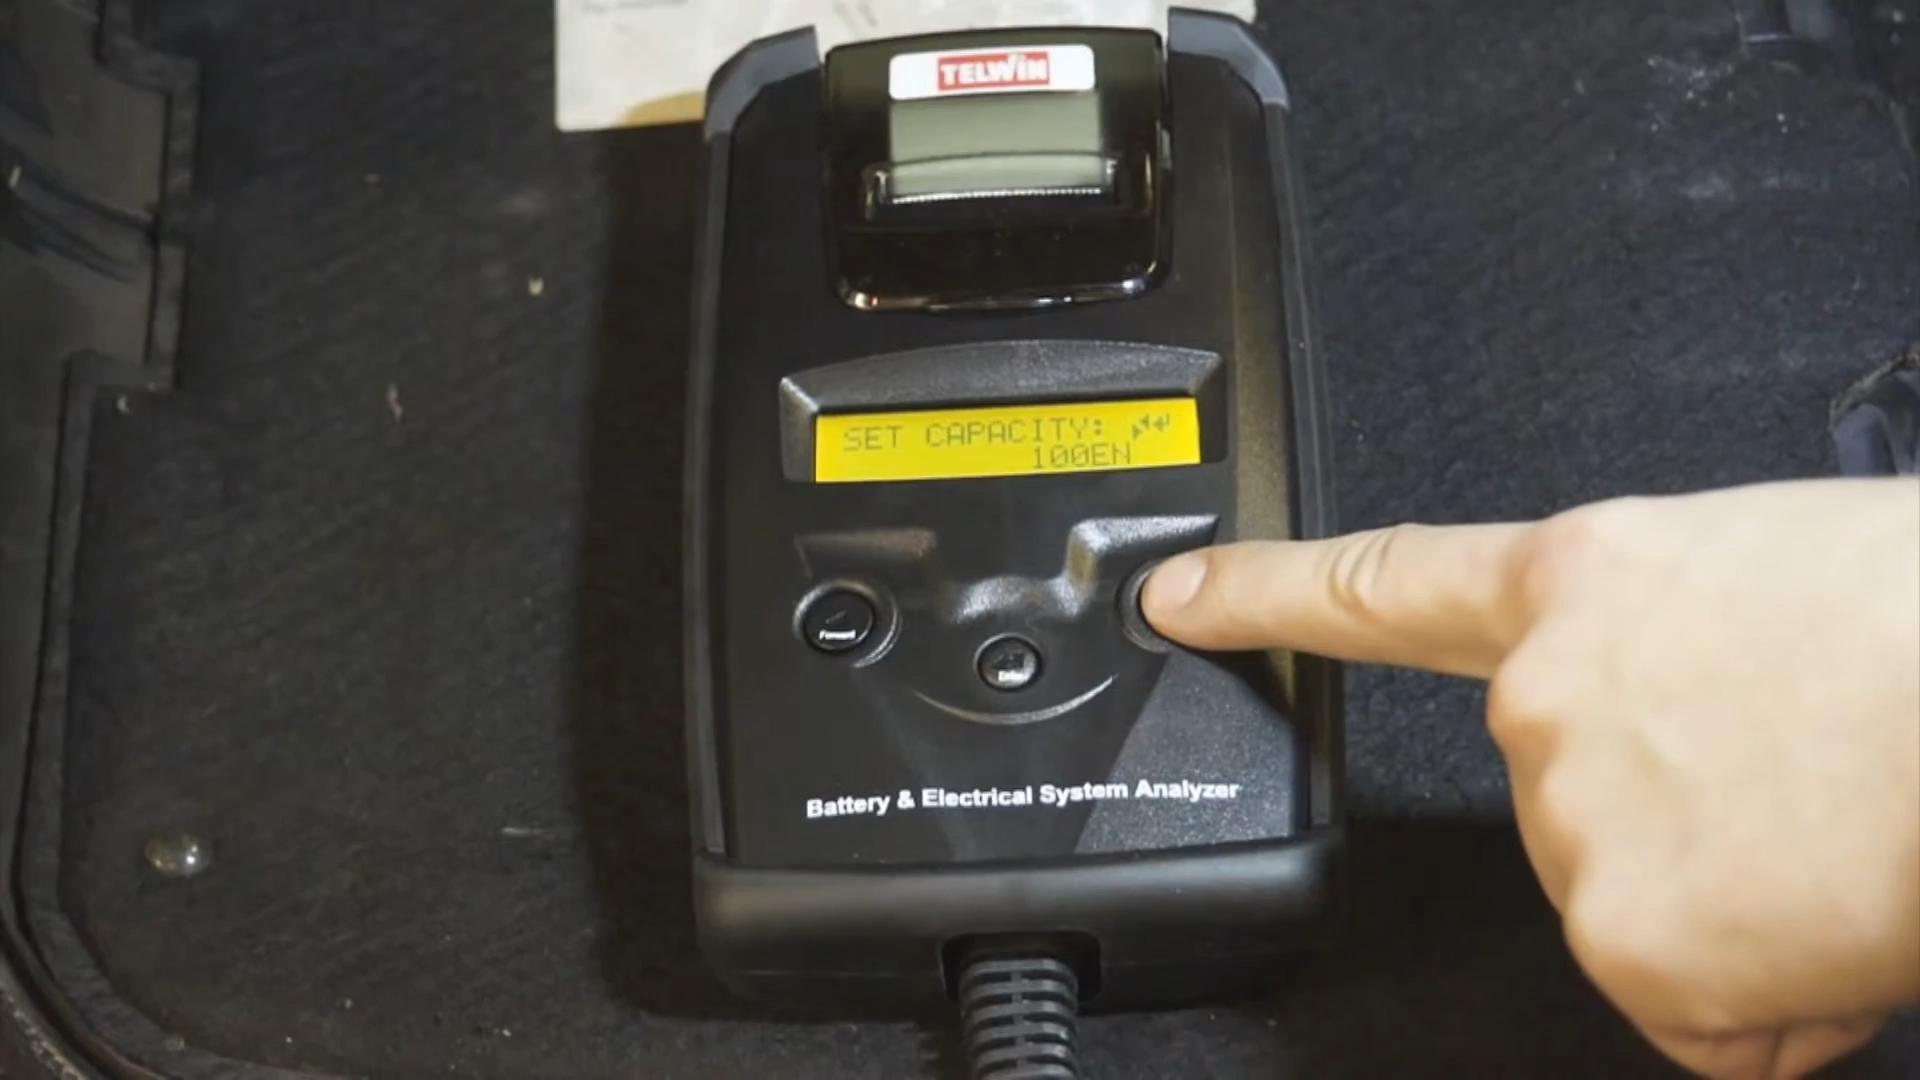 TELWIN
SET CAPACITY:
100EN
Forward
Enter
Battery & Electrical System Analyzer